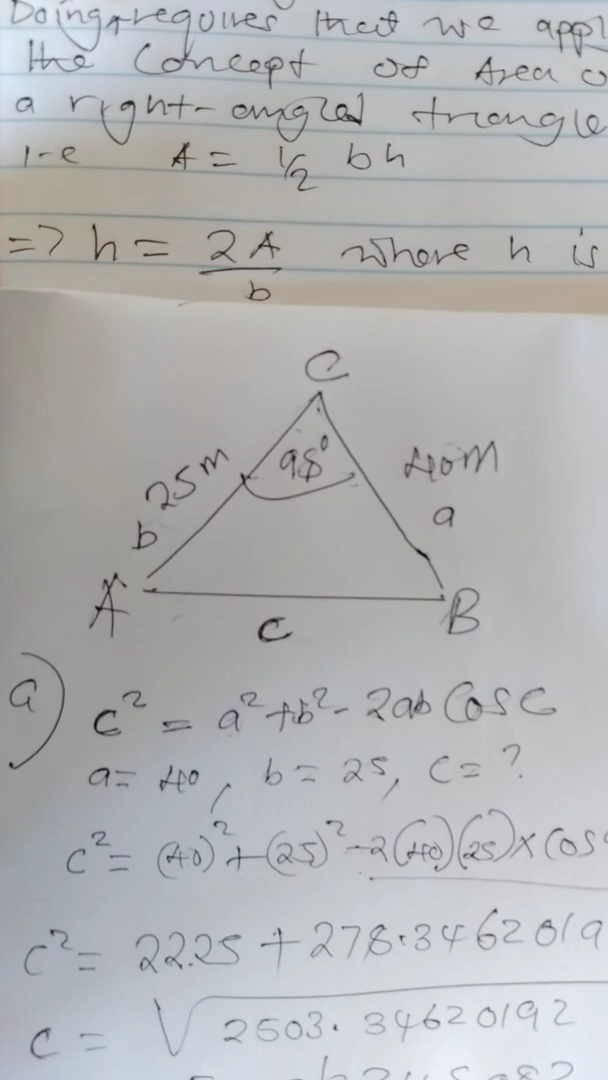 Doing requires that we appl
the Concept of Area o
a right-angled triangle
i-e A = 1/2 bh
=> h = 2A/b where h is
C
98°
25m
b
40m
a
A
B
c
a) c² = a² + b² - 2ab Cos C
a = 40, b = 25, c = ?
c² = (40)² + (25)² - 2(40)(25) x Cos
c² = 2225 + 278.3462019
c = √2503.34620192